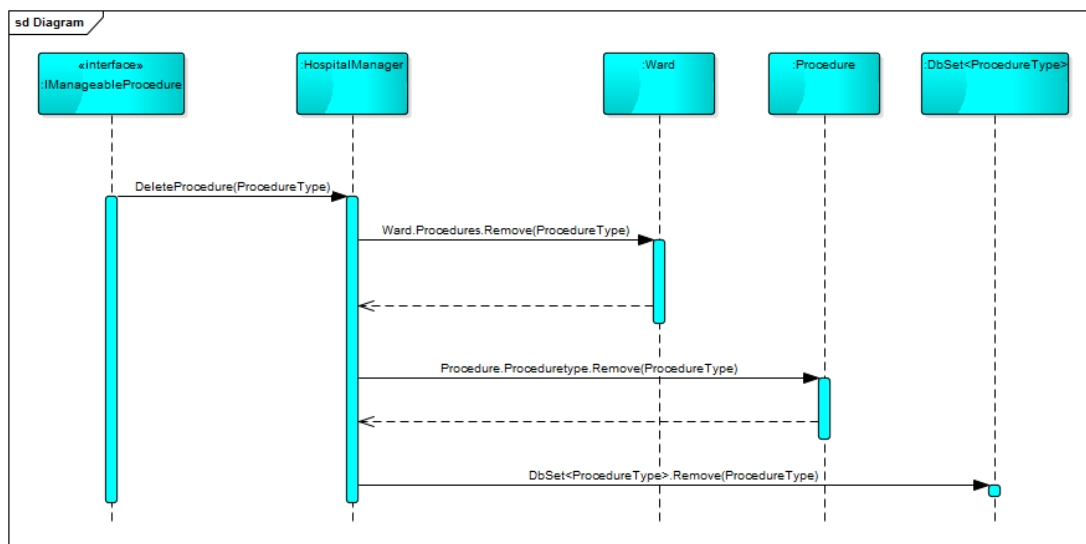 sd Diagram
«interface»
:IManageableProcedure
:HospitalManager
:Ward
:Procedure
:DbSet<ProcedureType>
DeleteProcedure(ProcedureType)
Ward.Procedures.Remove(ProcedureType)
Procedure.Proceduretype.Remove(ProcedureType)
DbSet<ProcedureType>.Remove(ProcedureType)